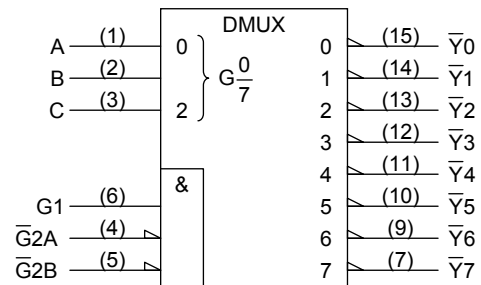 DMUX
A (1) 0 0 (15) Y̅0
B (2) G 0/7 1 (14) Y̅1
C (3) 2 2 (13) Y̅2
3 (12) Y̅3
& 4 (11) Y̅4
G1 (6) 5 (10) Y̅5
G̅2A (4) 6 (9) Y̅6
G̅2B (5) 7 (7) Y̅7